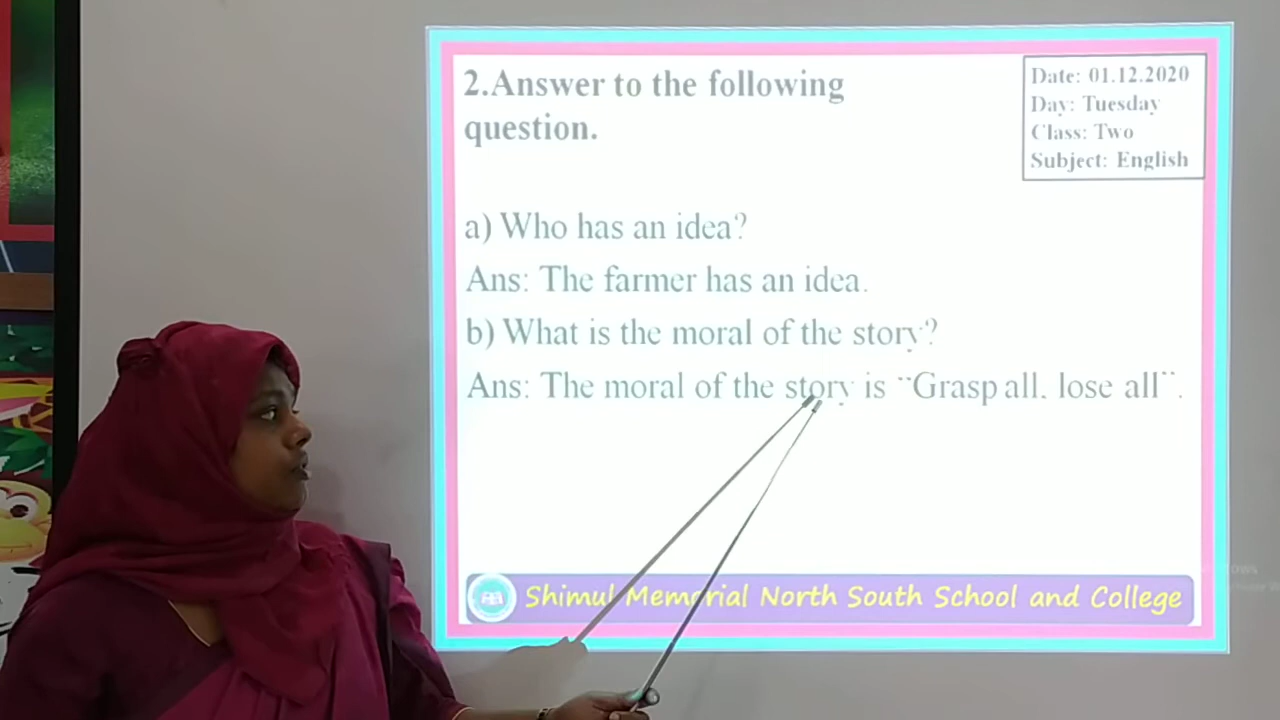 2.Answer to the following
question.
Date: 01.12.2020
Day: Tuesday
Class: Two
Subject: English
a) Who has an idea?
Ans: The farmer has an idea.
b) What is the moral of the story?
Ans: The moral of the story is "Grasp all, lose all".
Shimul Memorial North South School and College